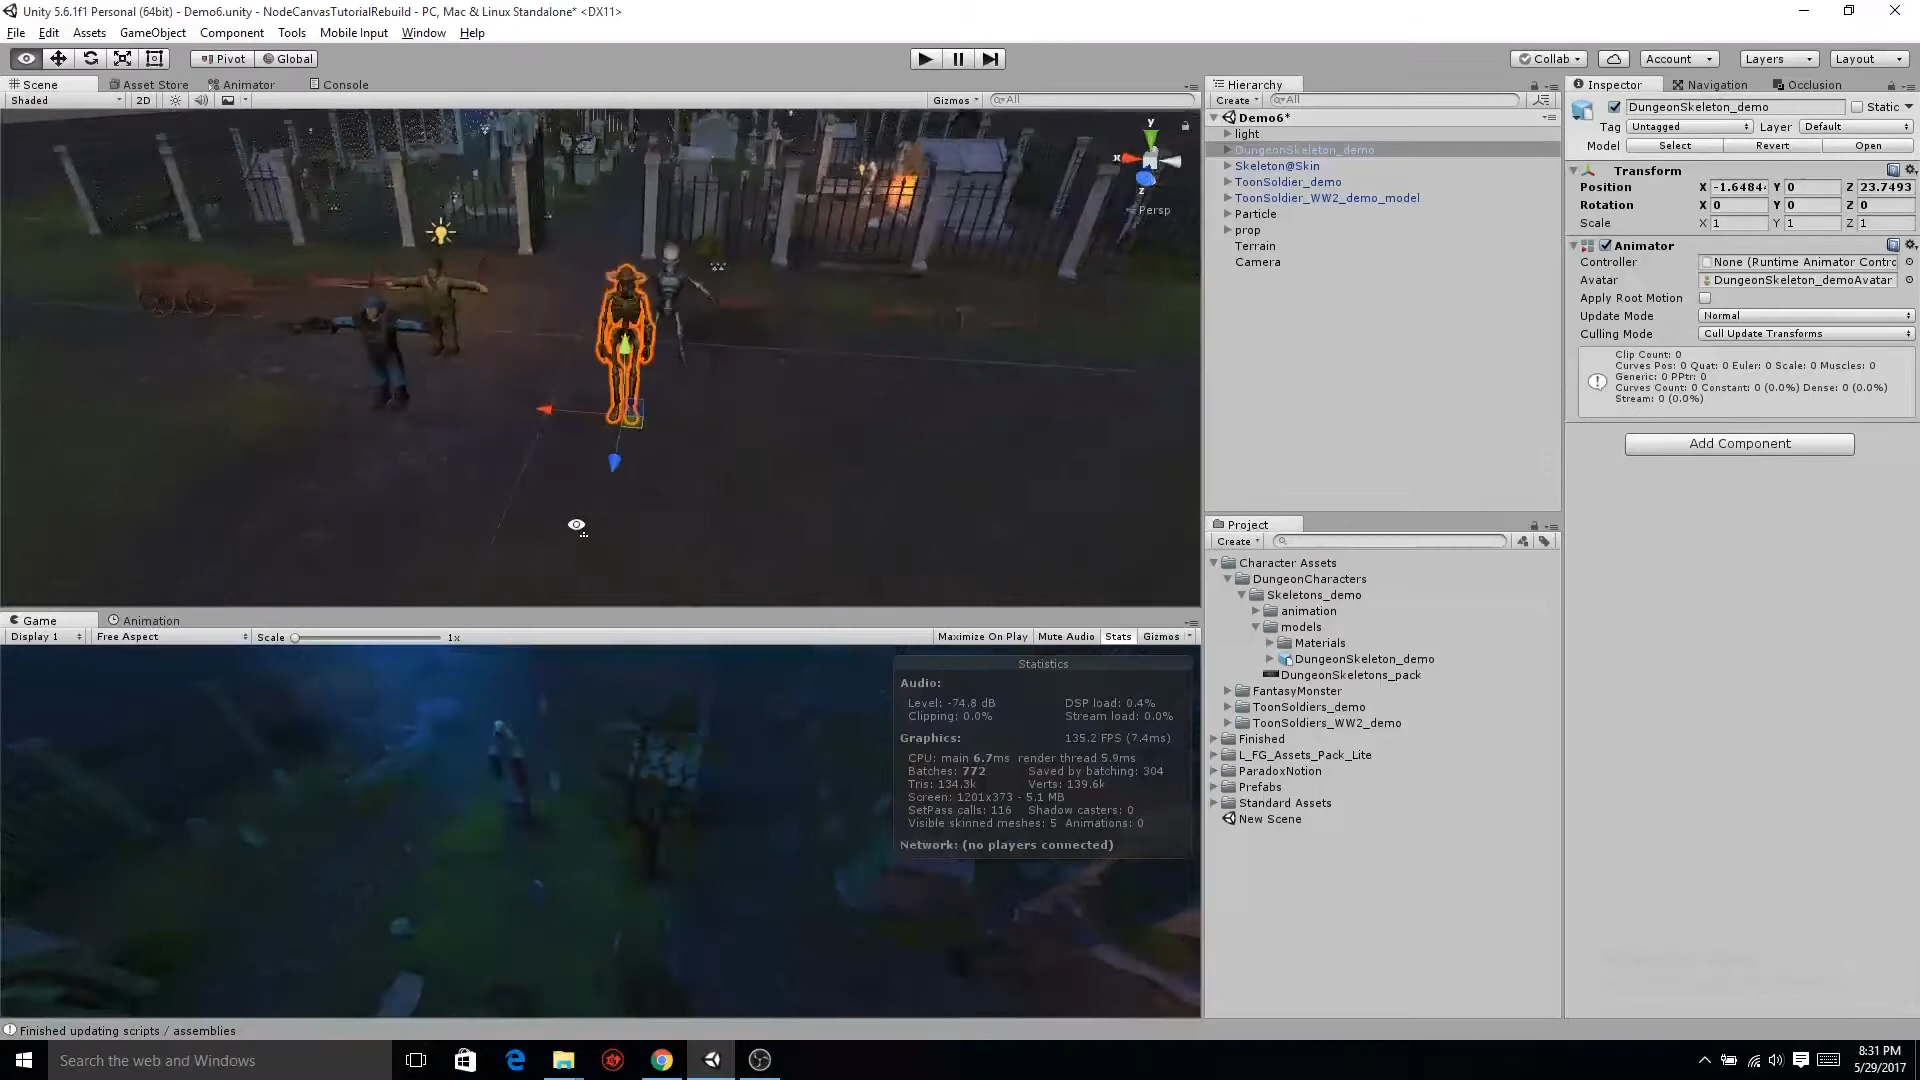 Unity 5.6.1f1 Personal (64bit) - Demo6.unity - NodeCanvasTutorialRebuild - PC, Mac & Linux Standalone* <DX11>
File Edit Assets GameObject Component Tools Mobile Input Window Help
Pivot Global Collab Account Layers Layout
Scene Asset Store Animator Console
Shaded 2D Gizmos All
y
x
z
Persp
Hierarchy
Create All
Demo6*
light
DungeonSkeleton_demo
Skeleton@Skin
ToonSoldier_demo
ToonSoldier_WW2_demo_model
Particle
prop
Terrain
Camera
Inspector Navigation Occlusion
DungeonSkeleton_demo Static
Tag Untagged Layer Default
Model Select Revert Open
Transform
Position X -1.6484 Y 0 Z 23.7493
Rotation X 0 Y 0 Z 0
Scale X 1 Y 1 Z 1
Animator
Controller None (Runtime Animator Contro
Avatar DungeonSkeleton_demoAvatar
Apply Root Motion
Update Mode Normal
Culling Mode Cull Update Transforms
Clip Count: 0
Curves Pos: 0 Quat: 0 Euler: 0 Scale: 0 Muscles: 0
Generic: 0 PPtr: 0
Curves Count: 0 Constant: 0 (0.0%) Dense: 0 (0.0%)
Stream: 0 (0.0%)
Add Component
Project
Create
Character Assets
DungeonCharacters
Skeletons_demo
animation
models
Materials
DungeonSkeleton_demo
DungeonSkeletons_pack
FantasyMonster
ToonSoldiers_demo
ToonSoldiers_WW2_demo
Finished
L_FG_Assets_Pack_Lite
ParadoxNotion
Prefabs
Standard Assets
New Scene
Game Animation
Display 1 Free Aspect Scale 1x Maximize On Play Mute Audio Stats Gizmos
Statistics
Audio:
Level: -74.8 dB DSP load: 0.4%
Clipping: 0.0% Stream load: 0.0%
Graphics: 135.2 FPS (7.4ms)
CPU: main 6.7ms render thread 5.9ms
Batches: 772 Saved by batching: 304
Tris: 134.3k Verts: 139.6k
Screen: 1201x373 - 5.1 MB
SetPass calls: 116 Shadow casters: 0
Visible skinned meshes: 5 Animations: 0
Network: (no players connected)
Finished updating scripts / assemblies
Search the web and Windows
8:31 PM
5/29/2017